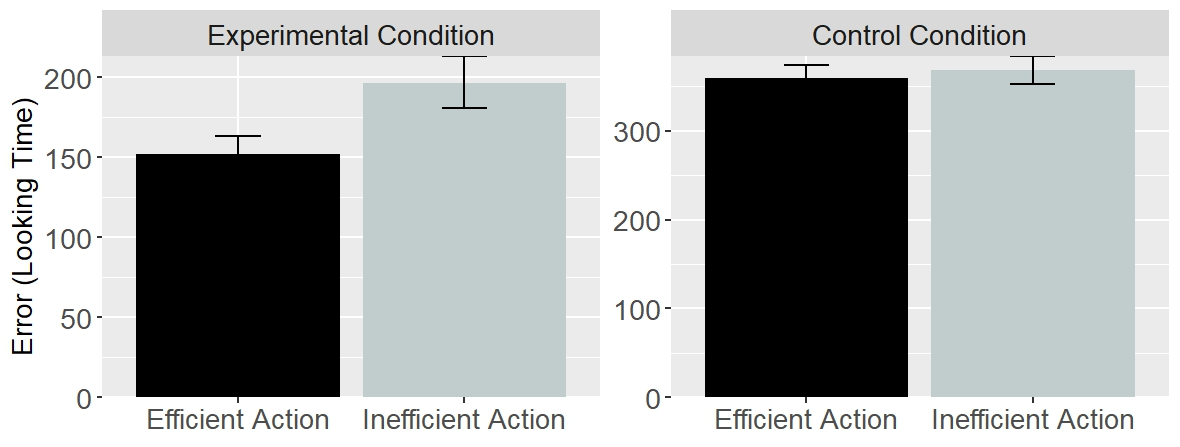 Experimental Condition
Control Condition
Error (Looking Time)
200
150
100
50
0
Efficient Action
Inefficient Action
300
200
100
0
Efficient Action
Inefficient Action